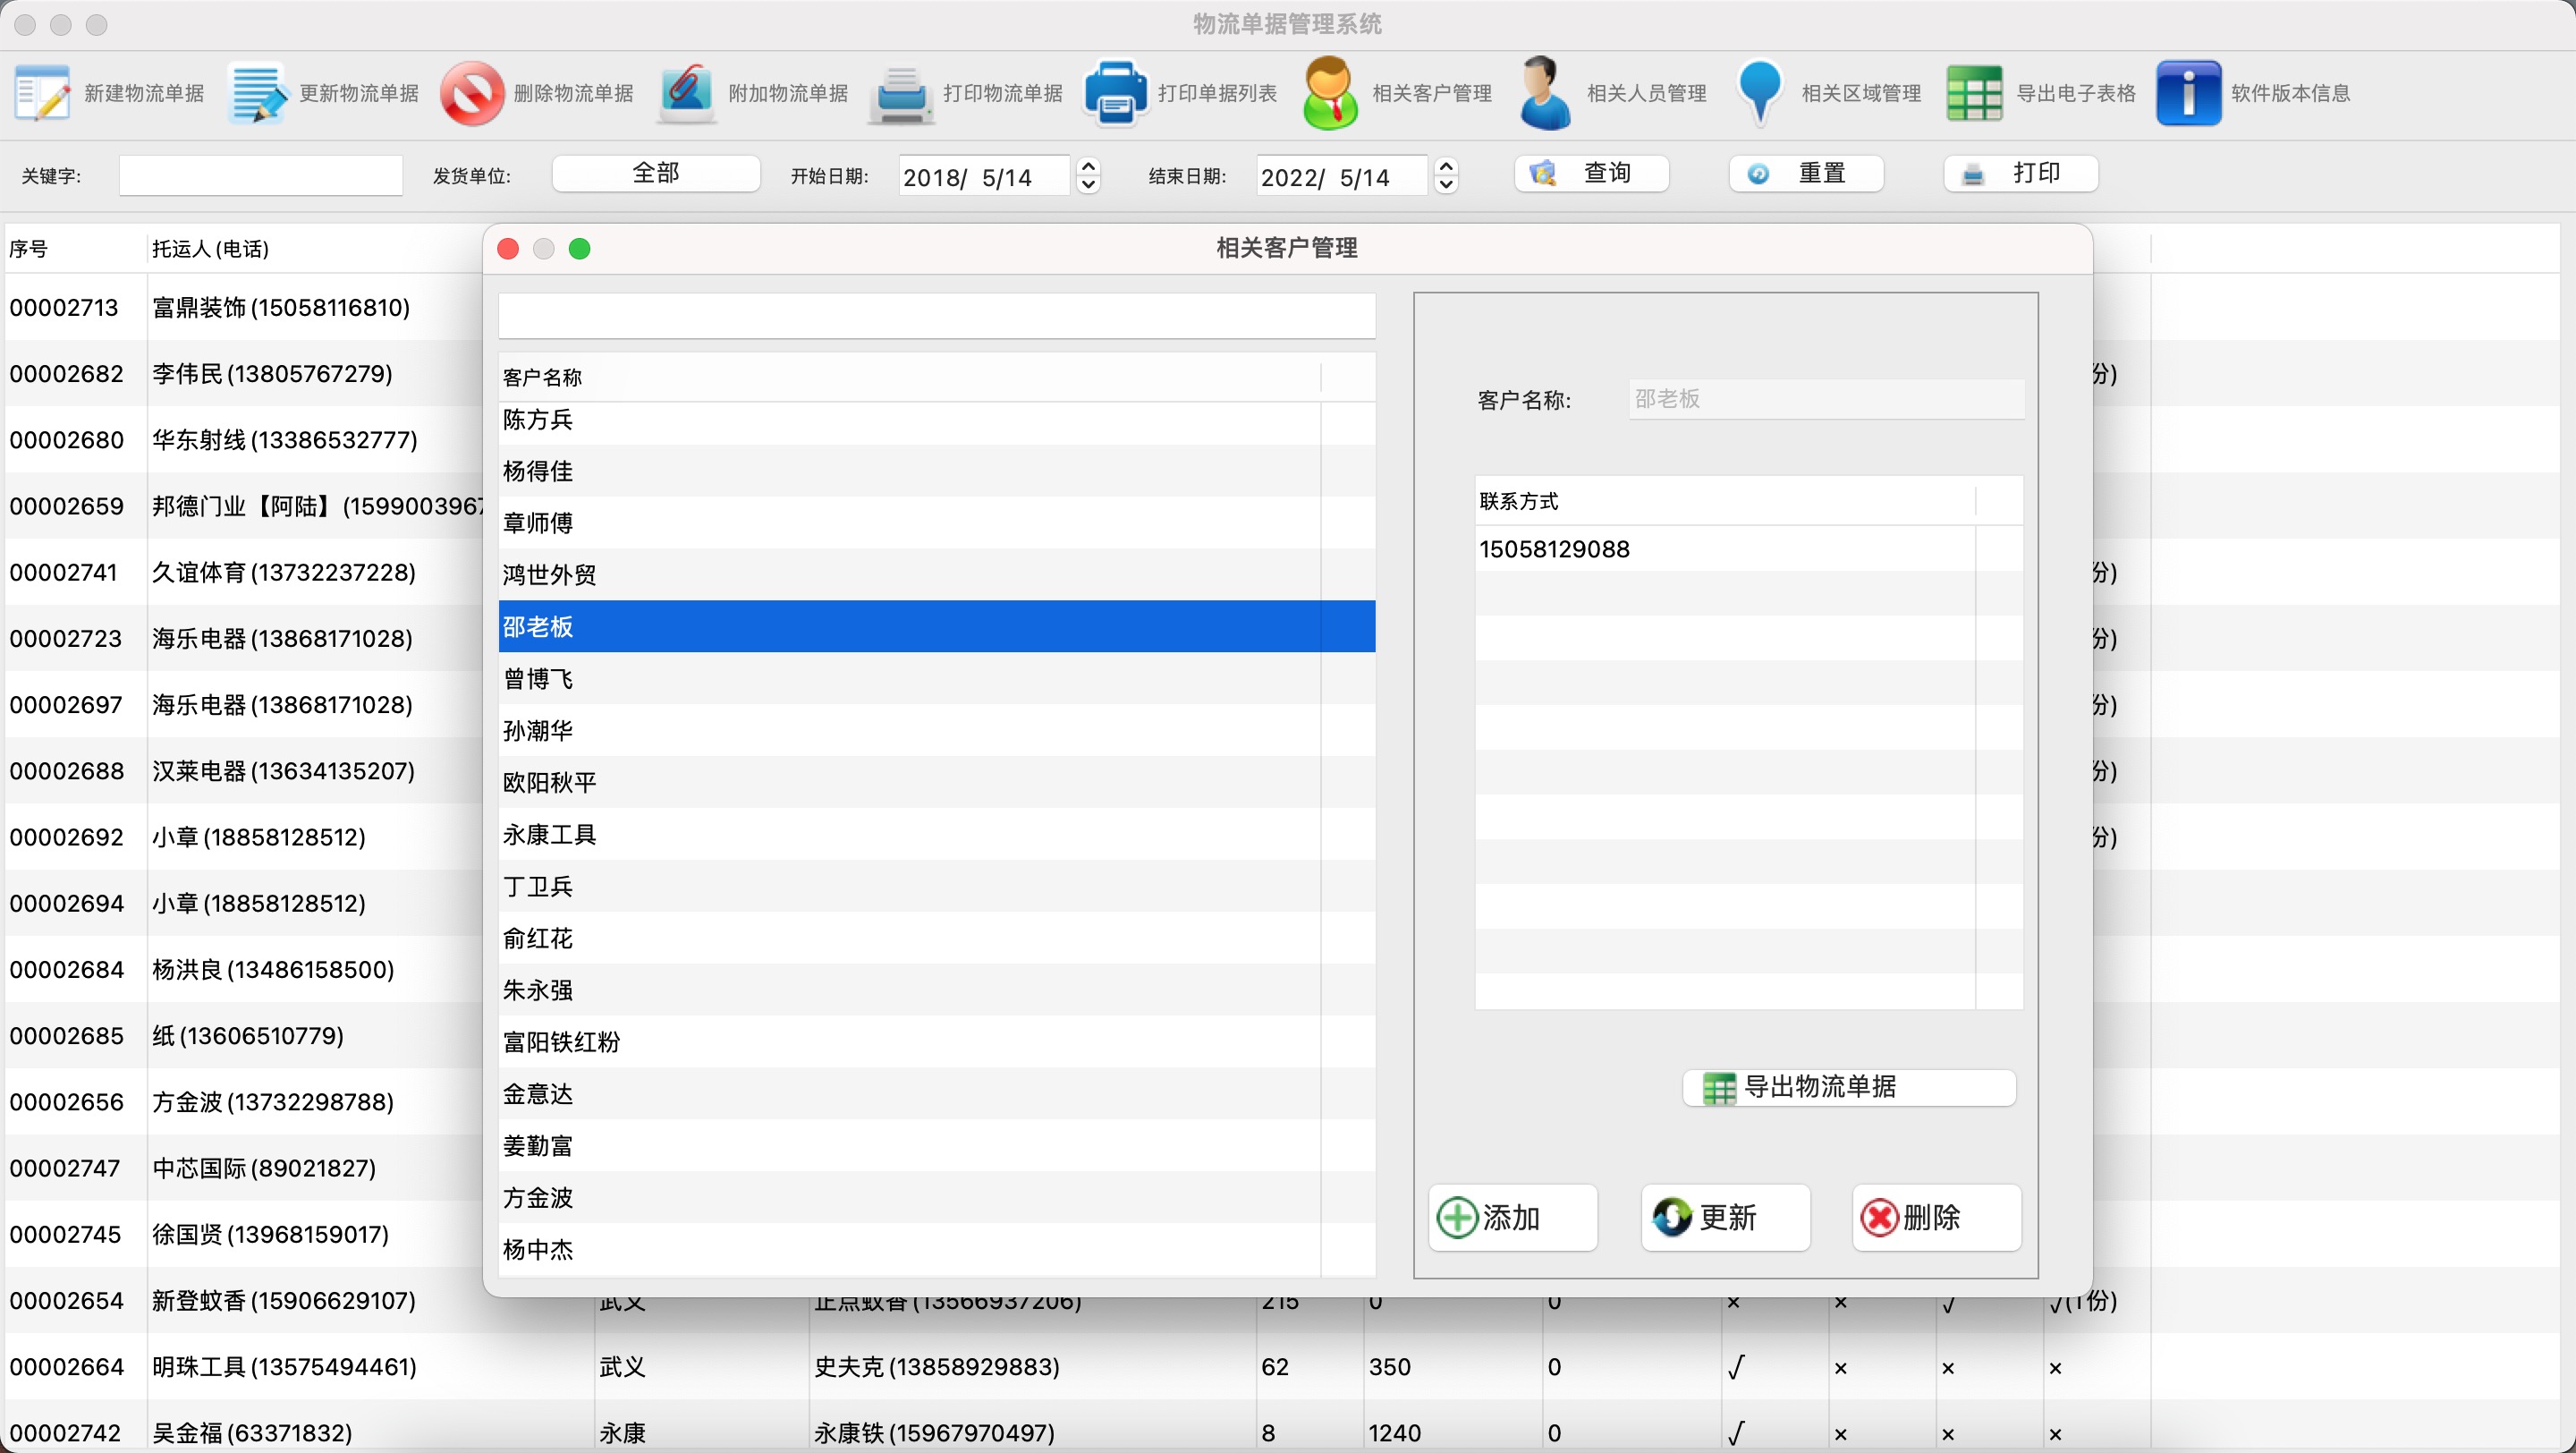 物流单据管理系统
新建物流单据 更新物流单据 删除物流单据 附加物流单据 打印物流单据 打印单据列表 相关客户管理 相关人员管理 相关区域管理 导出电子表格 软件版本信息
关键字: 发货单位: 全部 开始日期: 2018/ 5/14 结束日期: 2022/ 5/14 查询 重置 打印
序号 托运人(电话)
00002713 富鼎装饰(15058116810)
00002682 李伟民(13805767279) 份)
00002680 华东射线(13386532777)
00002659 邦德门业【阿陆】(1599003967
00002741 久谊体育(13732237228) 份)
00002723 海乐电器(13868171028) 份)
00002697 海乐电器(13868171028) 份)
00002688 汉莱电器(13634135207) 份)
00002692 小章(18858128512) 份)
00002694 小章(18858128512)
00002684 杨洪良(13486158500)
00002685 纸(13606510779)
00002656 方金波(13732298788)
00002747 中芯国际(89021827)
00002745 徐国贤(13968159017)
00002654 新登蚊香(15906629107) 武义 正点蚊香(13566937206) 215 0 0 × × √ √(1份)
00002664 明珠工具(13575494461) 武义 史夫克(13858929883) 62 350 0 √ × × ×
00002742 吴金福(63371832) 永康 永康铁(15967970497) 8 1240 0 √ × × ×
相关客户管理
客户名称
陈方兵
杨得佳
章师傅
鸿世外贸
邵老板
曾博飞
孙潮华
欧阳秋平
永康工具
丁卫兵
俞红花
朱永强
富阳铁红粉
金意达
姜勤富
方金波
杨中杰
客户名称: 邵老板
联系方式
15058129088
导出物流单据
添加 更新 删除